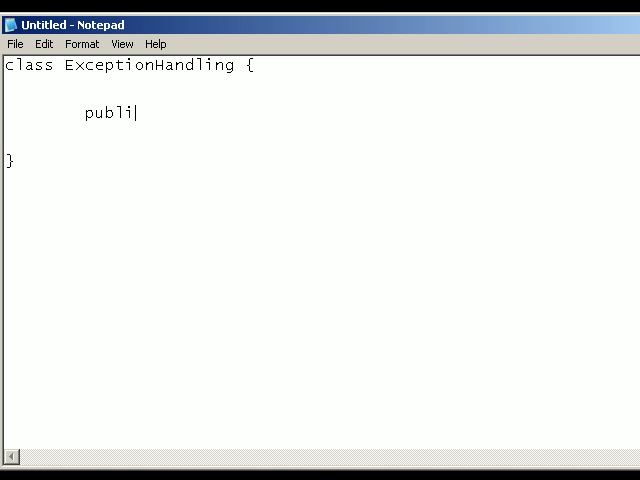 Untitled - Notepad
File Edit Format View Help
class ExceptionHandling {
publi
}